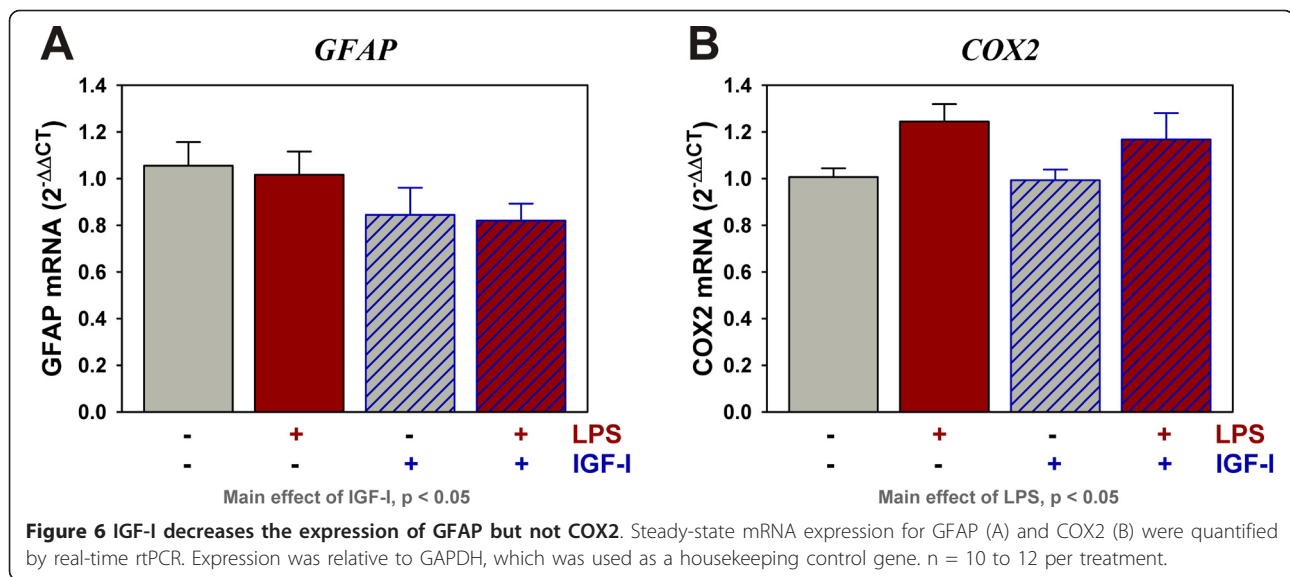 A GFAP
GFAP mRNA (2^-ΔΔCT)
1.4
1.2
1.0
0.8
0.6
0.4
0.2
0.0
- + - + LPS
- - + + IGF-I
Main effect of IGF-I, p < 0.05
B COX2
COX2 mRNA (2^-ΔΔCT)
1.4
1.2
1.0
0.8
0.6
0.4
0.2
0.0
- + - + LPS
- - + + IGF-I
Main effect of LPS, p < 0.05
Figure 6 IGF-I decreases the expression of GFAP but not COX2. Steady-state mRNA expression for GFAP (A) and COX2 (B) were quantified
by real-time rtPCR. Expression was relative to GAPDH, which was used as a housekeeping control gene. n = 10 to 12 per treatment.